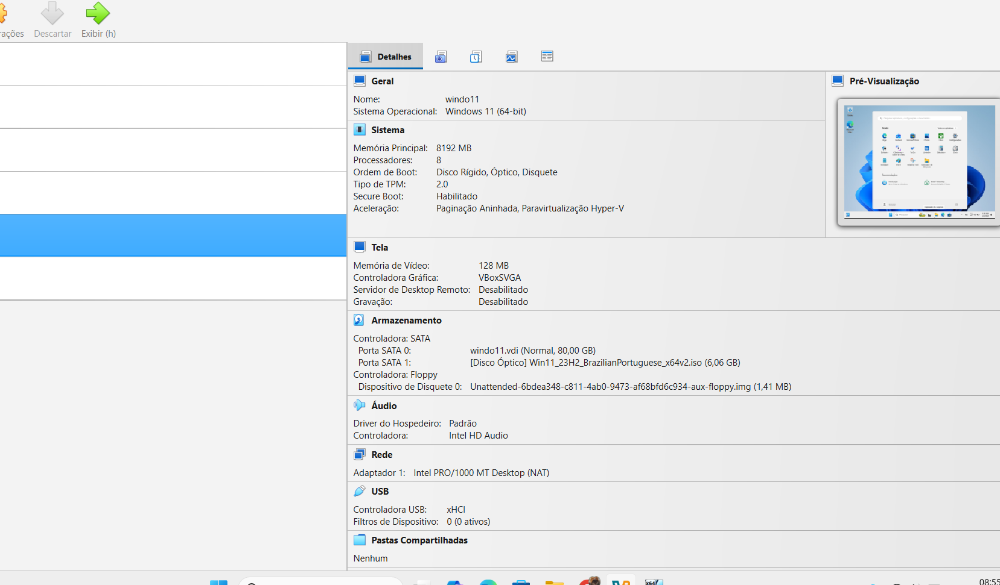 rações
Descartar
Exibir (h)
Detalhes
Geral
Nome: windo11
Sistema Operacional: Windows 11 (64-bit)
Sistema
Memória Principal: 8192 MB
Processadores: 8
Ordem de Boot: Disco Rígido, Óptico, Disquete
Tipo de TPM: 2.0
Secure Boot: Habilitado
Aceleração: Paginação Aninhada, Paravirtualização Hyper-V
Pré-Visualização
Tela
Memória de Vídeo: 128 MB
Controladora Gráfica: VBoxSVGA
Servidor de Desktop Remoto: Desabilitado
Gravação: Desabilitado
Armazenamento
Controladora: SATA
Porta SATA 0: windo11.vdi (Normal, 80,00 GB)
Porta SATA 1: [Disco Óptico] Win11_23H2_BrazilianPortuguese_x64v2.iso (6,06 GB)
Controladora: Floppy
Dispositivo de Disquete 0: Unattended-6bdea348-c811-4ab0-9473-af68bfd6c934-aux-floppy.img (1,41 MB)
Áudio
Driver do Hospedeiro: Padrão
Controladora: Intel HD Audio
Rede
Adaptador 1: Intel PRO/1000 MT Desktop (NAT)
USB
Controladora USB: xHCI
Filtros de Dispositivo: 0 (0 ativos)
Pastas Compartilhadas
Nenhum
x64
08:55